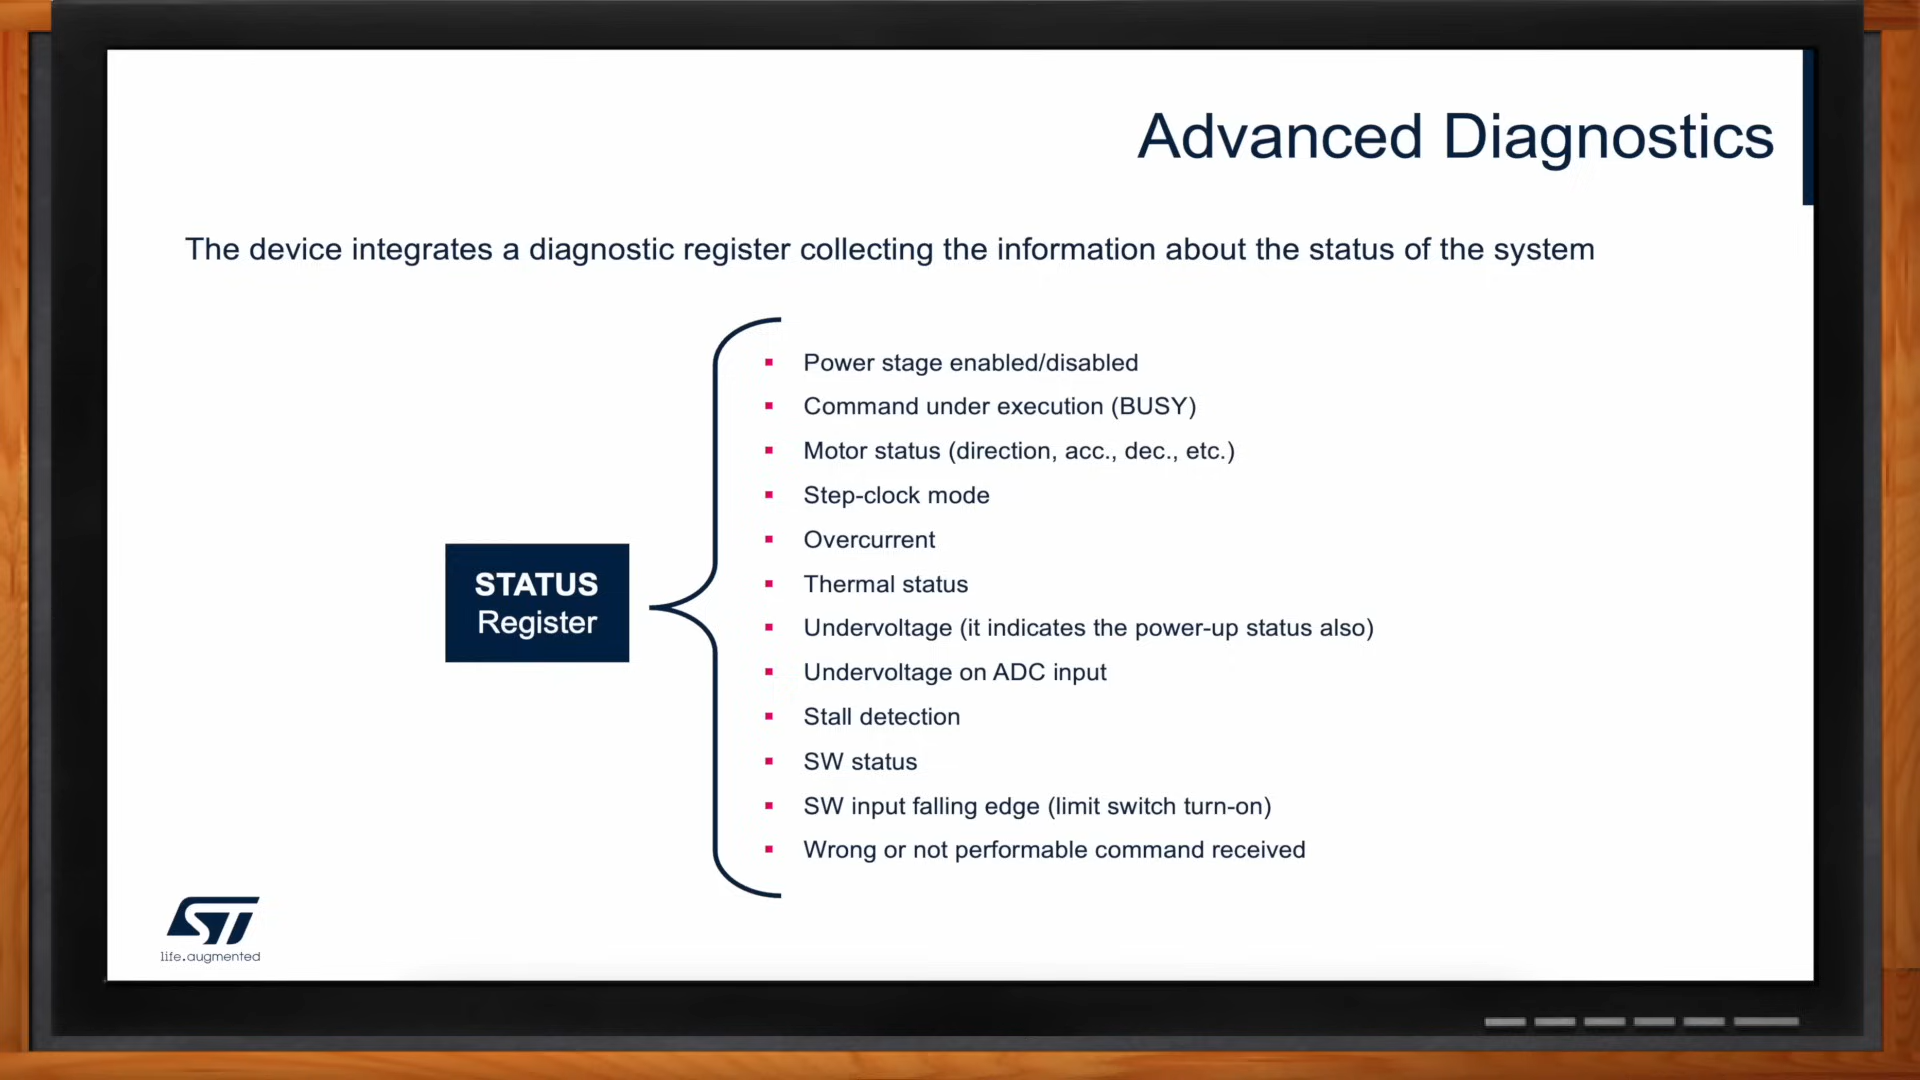 Advanced Diagnostics
The device integrates a diagnostic register collecting the information about the status of the system
Power stage enabled/disabled
Command under execution (BUSY)
Motor status (direction, acc., dec., etc.)
Step-clock mode
Overcurrent
STATUS
Register
Thermal status
Undervoltage (it indicates the power-up status also)
Undervoltage on ADC input
Stall detection
SW status
SW input falling edge (limit switch turn-on)
Wrong or not performable command received
ST
life.augmented